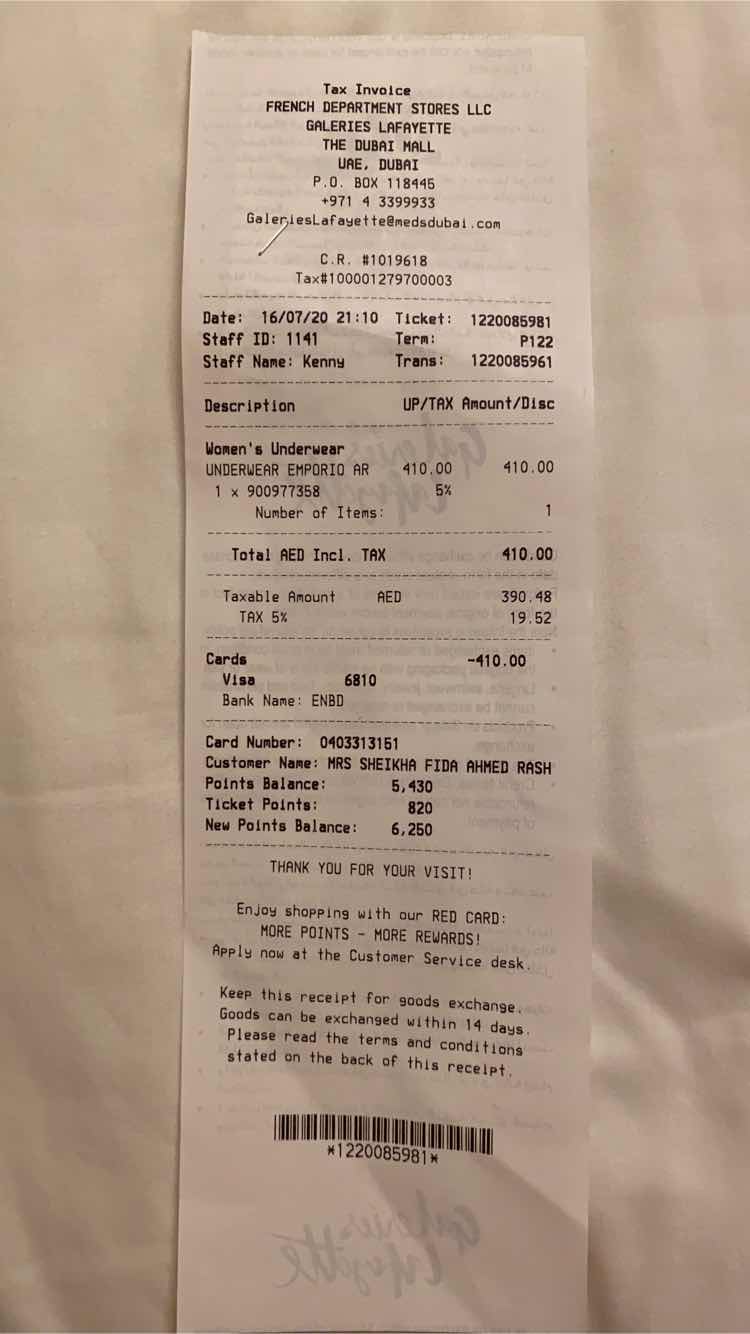 Tax Invoice
FRENCH DEPARTMENT STORES LLC
GALERIES LAFAYETTE
THE DUBAI MALL
UAE, DUBAI
P.O. BOX 118445
+971 4 3399933
GaleriesLafayette@medsdubai.com
C.R. #1019618
Tax#100001279700003
Date: 16/07/20 21:10 Ticket: 1220085981
Staff ID: 1141 Term: P122
Staff Name: Kenny Trans: 1220085961
Description UP/TAX Amount/Disc
Women's Underwear
UNDERWEAR EMPORIO AR 410.00 410.00
1 x 900977358 5%
Number of Items: 1
Total AED Incl. TAX 410.00
Taxable Amount AED 390.48
TAX 5% 19.52
Cards -410.00
Visa 6810
Bank Name: ENBD
Card Number: 0403313151
Customer Name: MRS SHEIKHA FIDA AHMED RASH
Points Balance: 5,430
Ticket Points: 820
New Points Balance: 6,250
THANK YOU FOR YOUR VISIT!
Enjoy shopping with our RED CARD:
MORE POINTS - MORE REWARDS!
Apply now at the Customer Service desk.
Keep this receipt for goods exchange.
Goods can be exchanged within 14 days.
Please read the terms and conditions
stated on the back of this receipt.
*1220085981*